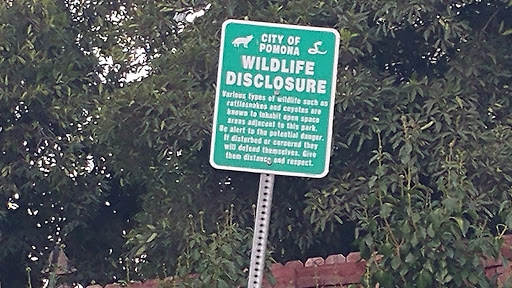 CITY OF
POMONA
WILDLIFE
DISCLOSURE
Various types of wildlife such as
rattlesnakes and coyotes are
known to inhabit open space
areas adjacent to this park.
Be alert to the potential danger.
If disturbed or cornered they
will defend themselves. Give
them distance and respect.